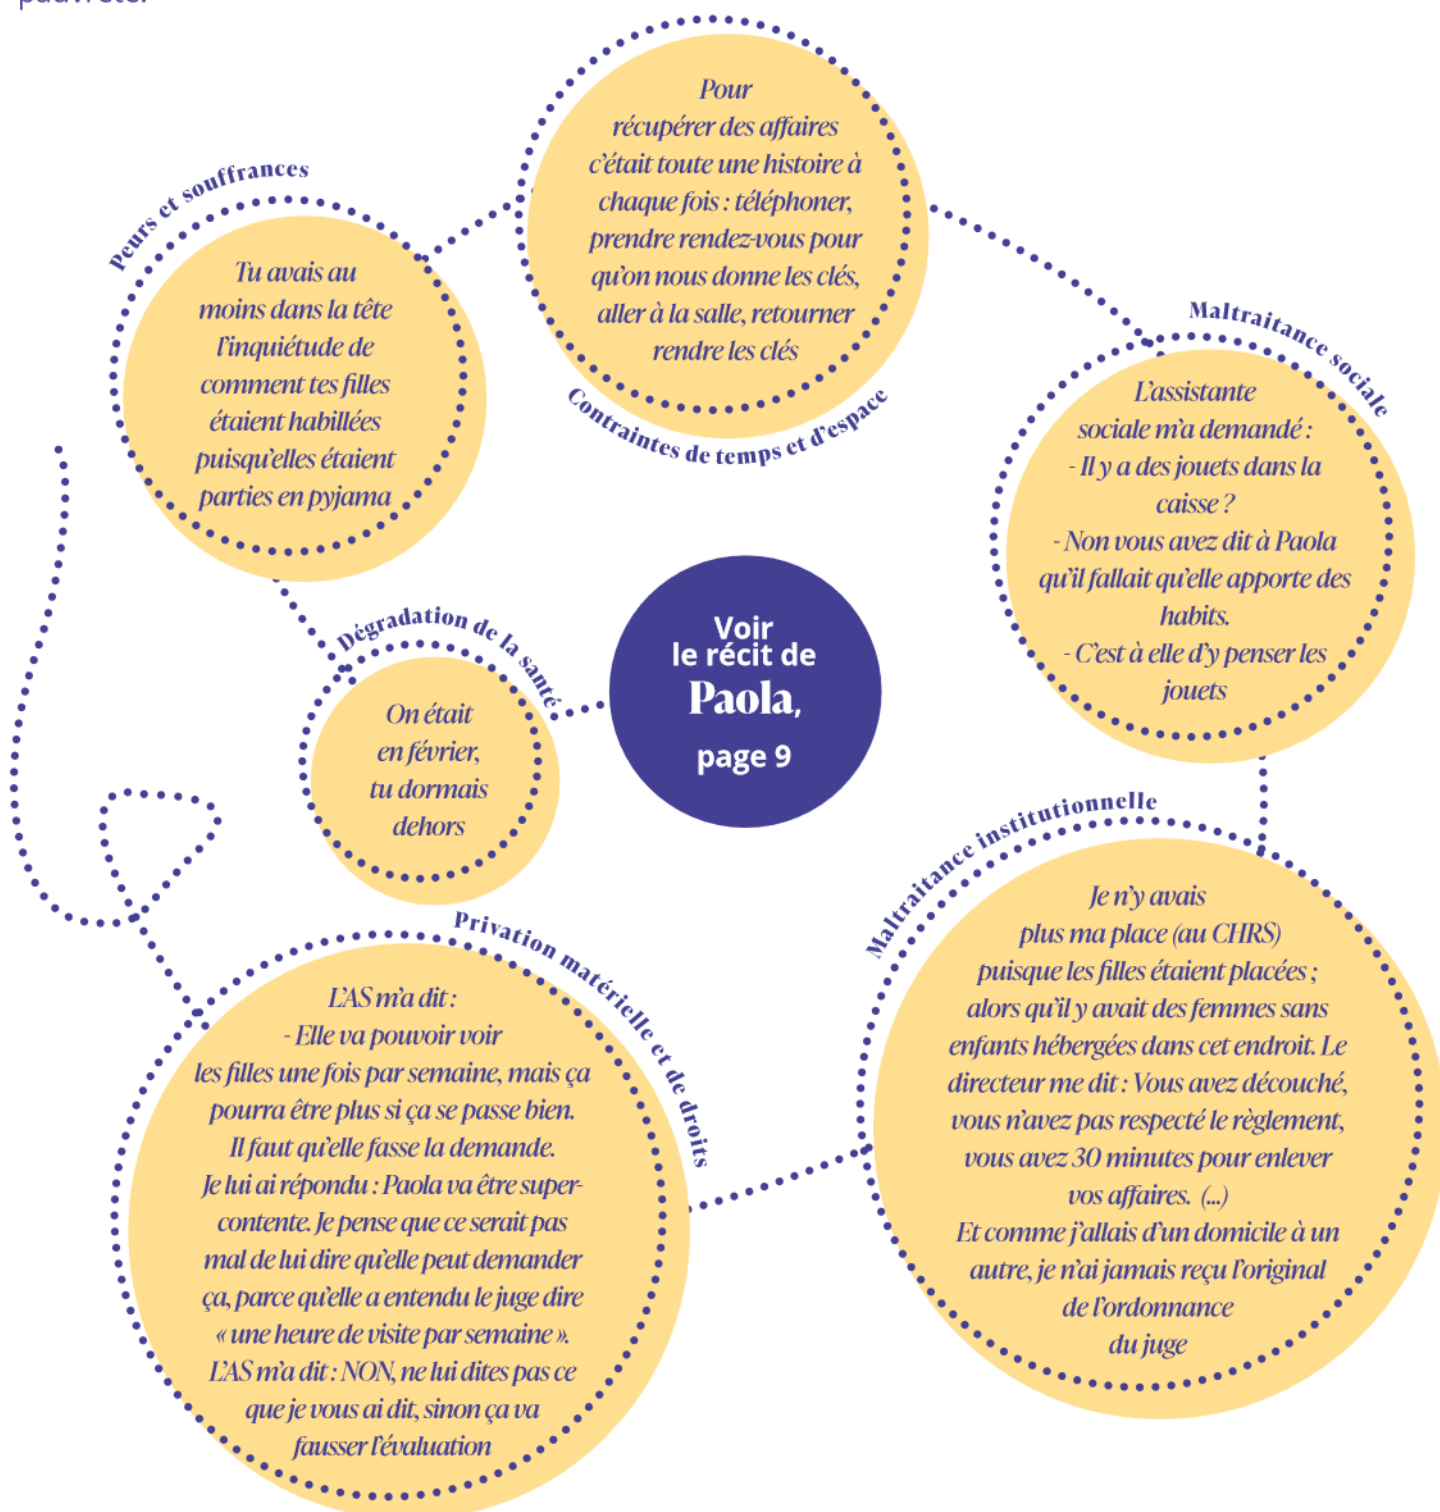 pauvreté.
Pour
récupérer des affaires
c'était toute une histoire à
chaque fois : téléphoner,
prendre rendez-vous pour
qu'on nous donne les clés,
aller à la salle, retourner
rendre les clés
Contraintes de temps et d'espace
Peurs et souffrances
Tu avais au
moins dans la tête
l'inquiétude de
comment tes filles
étaient habillées
puisqu'elles étaient
parties en pyjama
Maltraitance sociale
L'assistante
sociale m'a demandé :
- Il y a des jouets dans la
caisse ?
- Non vous avez dit à Paola
qu'il fallait qu'elle apporte des
habits.
- C'est à elle d'y penser les
jouets
Dégradation de la santé
On était
en février,
tu dormais
dehors
Voir
le récit de
Paola,
page 9
Maltraitance institutionnelle
Je n'y avais
plus ma place (au CHRS)
puisque les filles étaient placées ;
alors qu'il y avait des femmes sans
enfants hébergées dans cet endroit. Le
directeur me dit : Vous avez découché,
vous n'avez pas respecté le règlement,
vous avez 30 minutes pour enlever
vos affaires. (...)
Et comme j'allais d'un domicile à un
autre, je n'ai jamais reçu l'original
de l'ordonnance
du juge
Privation matérielle et de droits
L'AS m'a dit :
- Elle va pouvoir voir
les filles une fois par semaine, mais ça
pourra être plus si ça se passe bien.
Il faut qu'elle fasse la demande.
Je lui ai répondu : Paola va être super-
contente. Je pense que ce serait pas
mal de lui dire qu'elle peut demander
ça, parce qu'elle a entendu le juge dire
« une heure de visite par semaine ».
L'AS m'a dit : NON, ne lui dites pas ce
que je vous ai dit, sinon ça va
fausser l'évaluation